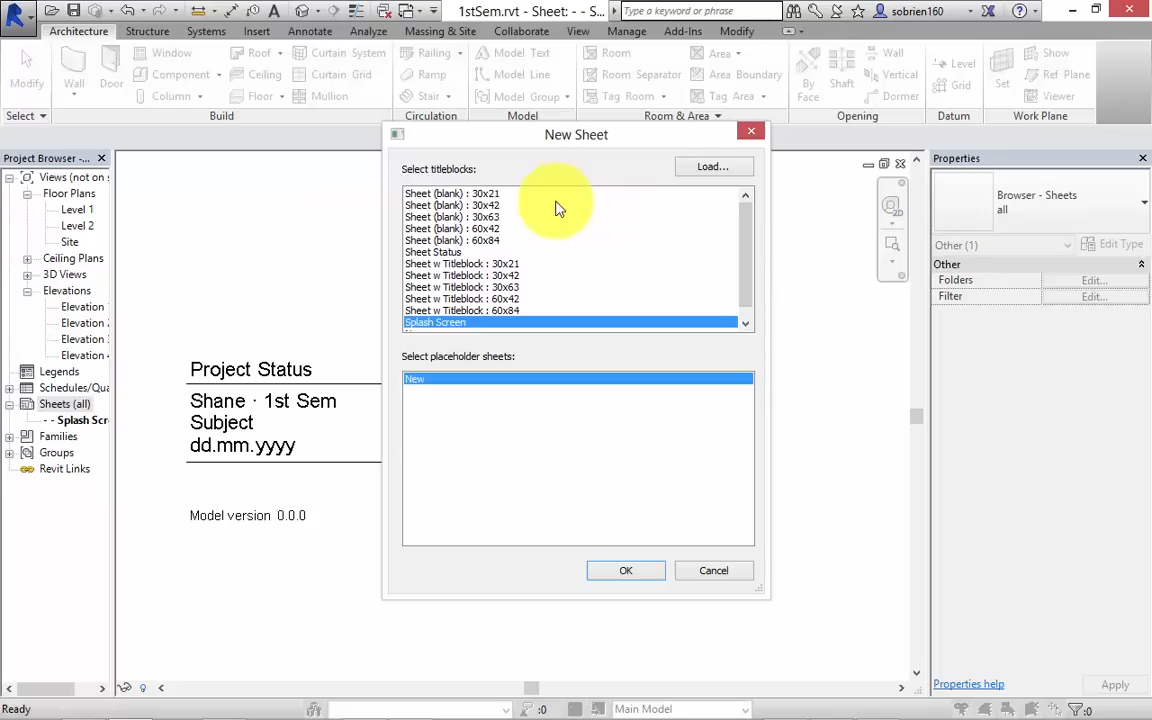 1stSem.rvt - Sheet: - - S...
Type a keyword or phrase
sobrien160
Architecture
Structure
Systems
Insert
Annotate
Analyze
Massing & Site
Collaborate
View
Manage
Add-Ins
Modify
Modify
Wall
Door
Window
Component
Column
Roof
Ceiling
Floor
Curtain System
Curtain Grid
Mullion
Railing
Ramp
Stair
Model Text
Model Line
Model Group
Room
Room Separator
Tag Room
Area
Area Boundary
Tag Area
By
Face
Shaft
Wall
Vertical
Dormer
Level
Grid
Set
Show
Ref Plane
Viewer
Select
Build
Circulation
Model
Room & Area
Opening
Datum
Work Plane
Project Browser -...
Views (not on s
Floor Plans
Level 1
Level 2
Site
Ceiling Plans
3D Views
Elevations
Elevation
Elevation
Elevation
Elevation
Legends
Schedules/Qua
Sheets (all)
- - Splash Scr
Families
Groups
Revit Links
Project Status
Shane · 1st Sem
Subject
dd.mm.yyyy
Model version 0.0.0
New Sheet
Select titleblocks:
Load...
Sheet (blank) : 30x21
Sheet (blank) : 30x42
Sheet (blank) : 30x63
Sheet (blank) : 60x42
Sheet (blank) : 60x84
Sheet Status
Sheet w Titleblock : 30x21
Sheet w Titleblock : 30x42
Sheet w Titleblock : 30x63
Sheet w Titleblock : 60x42
Sheet w Titleblock : 60x84
Splash Screen
Select placeholder sheets:
New
OK
Cancel
2D
Properties
Browser - Sheets
all
Other (1)
Edit Type
Other
Folders
Edit...
Filter
Edit...
Properties help
Apply
Ready
:0
Main Model
:0